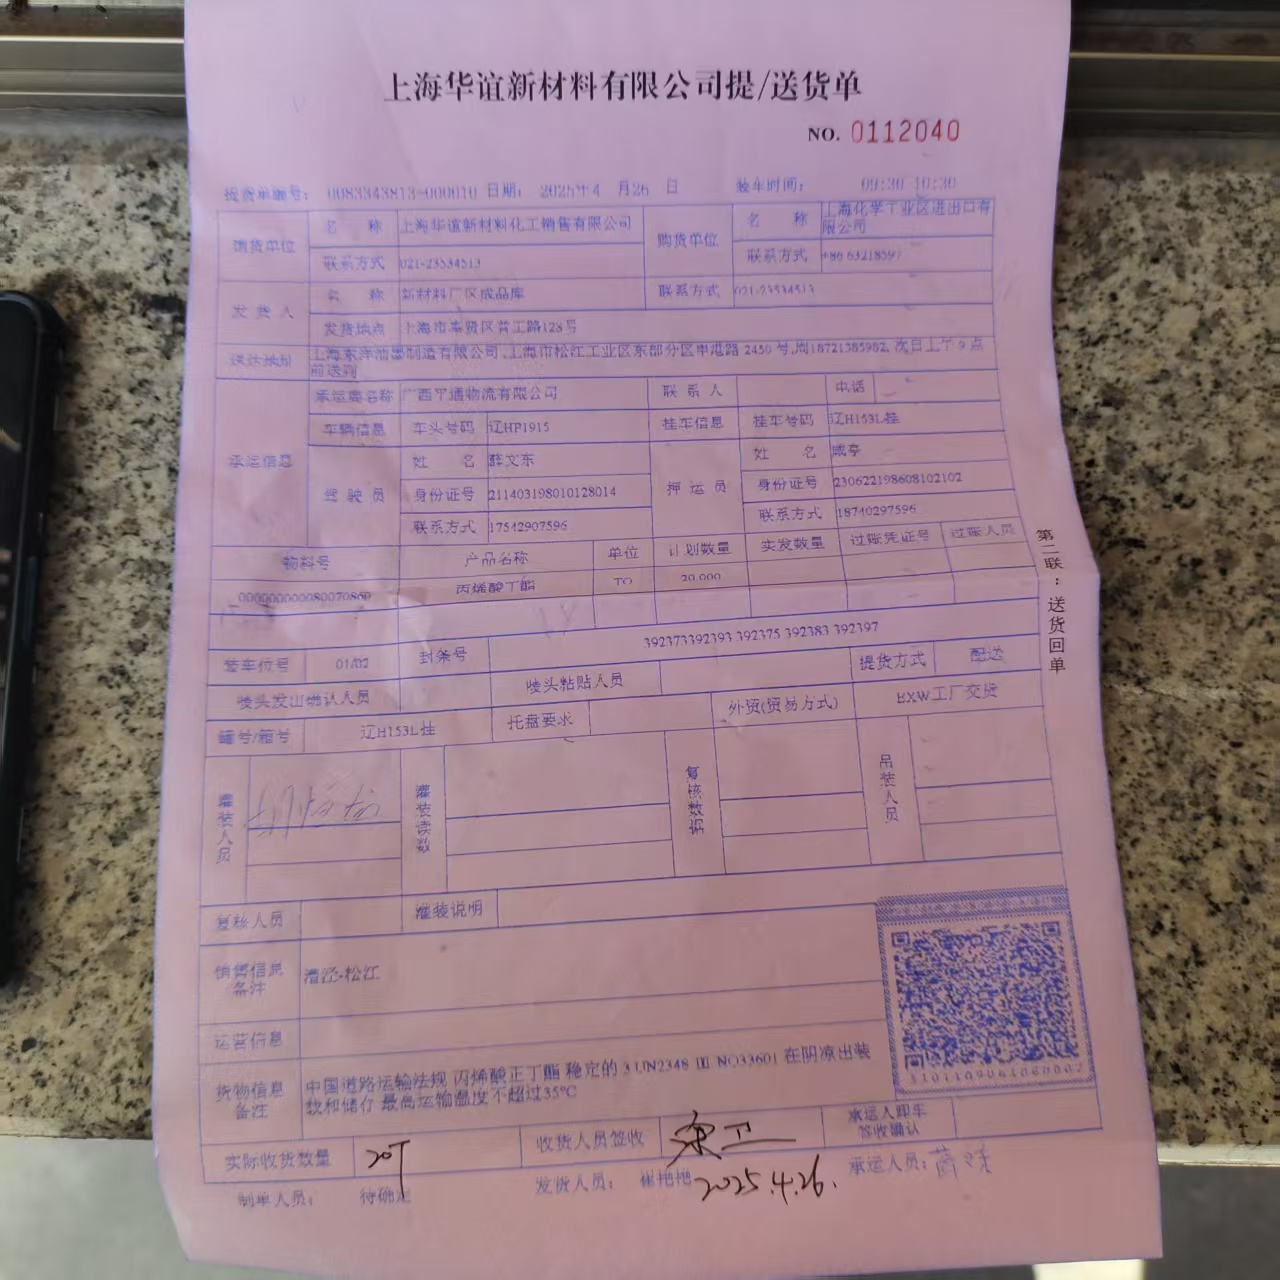 上海华谊新材料有限公司提/送货单
NO. 0112040
提货单编号: 0083343813-000010 日期: 2025年4 月26 日 装车时间: 09:30-10:30
销货单位 名 称 上海华谊新材料化工销售有限公司 购货单位 名 称 上海化学工业区进出口有限公司
联系方式 021-23534513 联系方式 +86 63218597
发 货 人 名 称 新材料厂区成品库 联系方式 021-23534513
发货地点 上海市奉贤区普工路128号
送达地址 上海东洋油墨制造有限公司,上海市松江工业区东部分区申港路 2450 号,周18721585982, 次日上午 9 点
前送到
承运信息 承运商名称 广西平通物流有限公司 联 系 人 电话
车辆信息 车头号码 辽HP1915 挂车信息 挂车号码 辽H153L挂
驾 驶 员 姓 名 薛文东 押 运 员 姓 名 臧亭
身份证号 211403198010128014 身份证号 230622198608102102
联系方式 17542907596 联系方式 18740297596
物料号 产品名称 单位 计划数量 实发数量 过账凭证号 过账人员
000000000080070860 丙烯酸丁酯 TO 20.000
装车位号 01/02 封条号 392373392393 392375 392383 392397
唛头发出确认人员 唛头粘贴人员 提货方式 配送
罐号/箱号 辽H153L挂 托盘要求 外贸(贸易方式) EXW工厂交货
灌装人员 灌装读数 复核数据 吊装人员
复核人员 灌装说明
销售信息备注 漕泾-松江
运营信息
货物信息备注 中国道路运输法规 丙烯酸正丁酯 稳定的 3 UN2348 III NO33601 在阴凉出装
数和储存 最高运输温度不超过35℃
3101109041060002
实际收货数量 20T 收货人员签收 承运人卸车签收确认
制单人员: 待确定 发货人员: 崔艳艳 2025.4.26. 承运人员:
第二联:送货回单